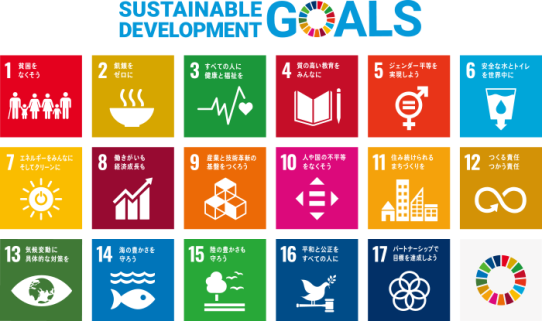 SUSTAINABLE
DEVELOPMENT
GOALS
1 貧困を
なくそう
2 飢餓を
ゼロに
3 すべての人に
健康と福祉を
4 質の高い教育を
みんなに
5 ジェンダー平等を
実現しよう
6 安全な水とトイレ
を世界中に
7 エネルギーをみんなに
そしてクリーンに
8 働きがいも
経済成長も
9 産業と技術革新の
基盤をつくろう
10 人や国の不平等
をなくそう
11 住み続けられる
まちづくりを
12 つくる責任
つかう責任
13 気候変動に
具体的な対策を
14 海の豊かさを
守ろう
15 陸の豊かさも
守ろう
16 平和と公正を
すべての人に
17 パートナーシップで
目標を達成しよう